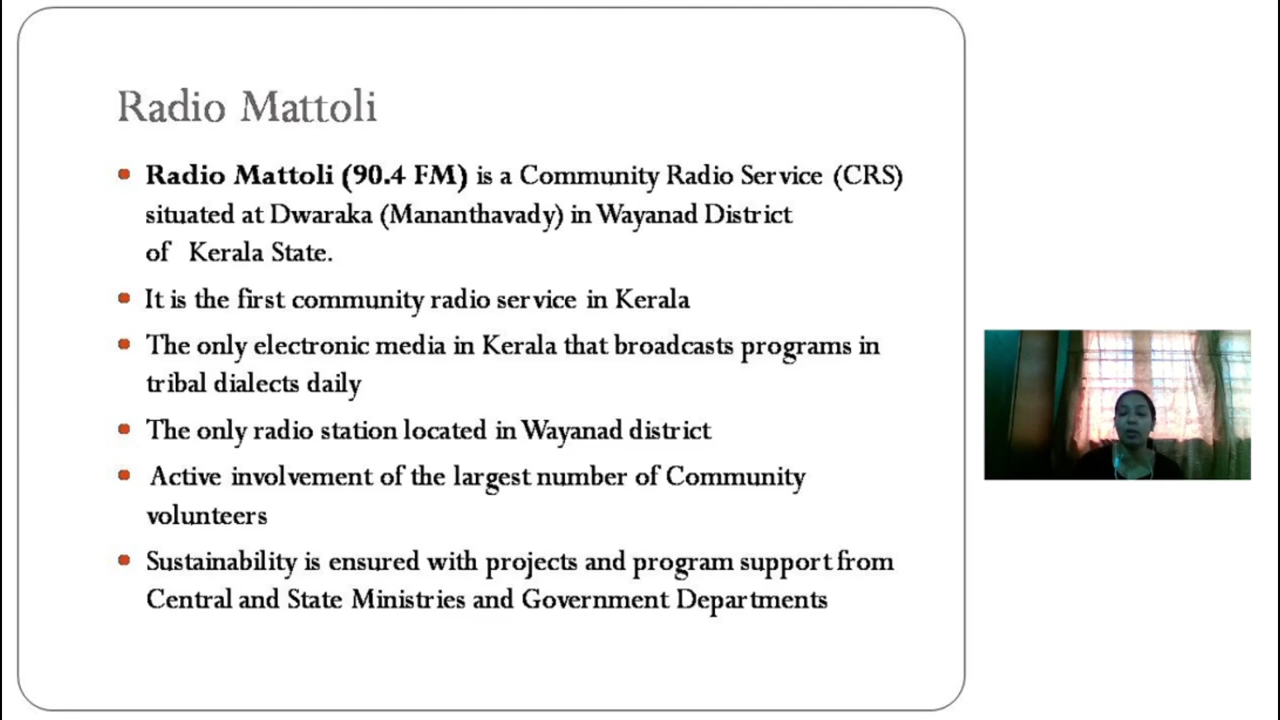 Radio Mattoli
Radio Mattoli (90.4 FM) is a Community Radio Service (CRS)
situated at Dwaraka (Mananthavady) in Wayanad District
of Kerala State.
It is the first community radio service in Kerala
The only electronic media in Kerala that broadcasts programs in
tribal dialects daily
The only radio station located in Wayanad district
Active involvement of the largest number of Community
volunteers
Sustainability is ensured with projects and program support from
Central and State Ministries and Government Departments